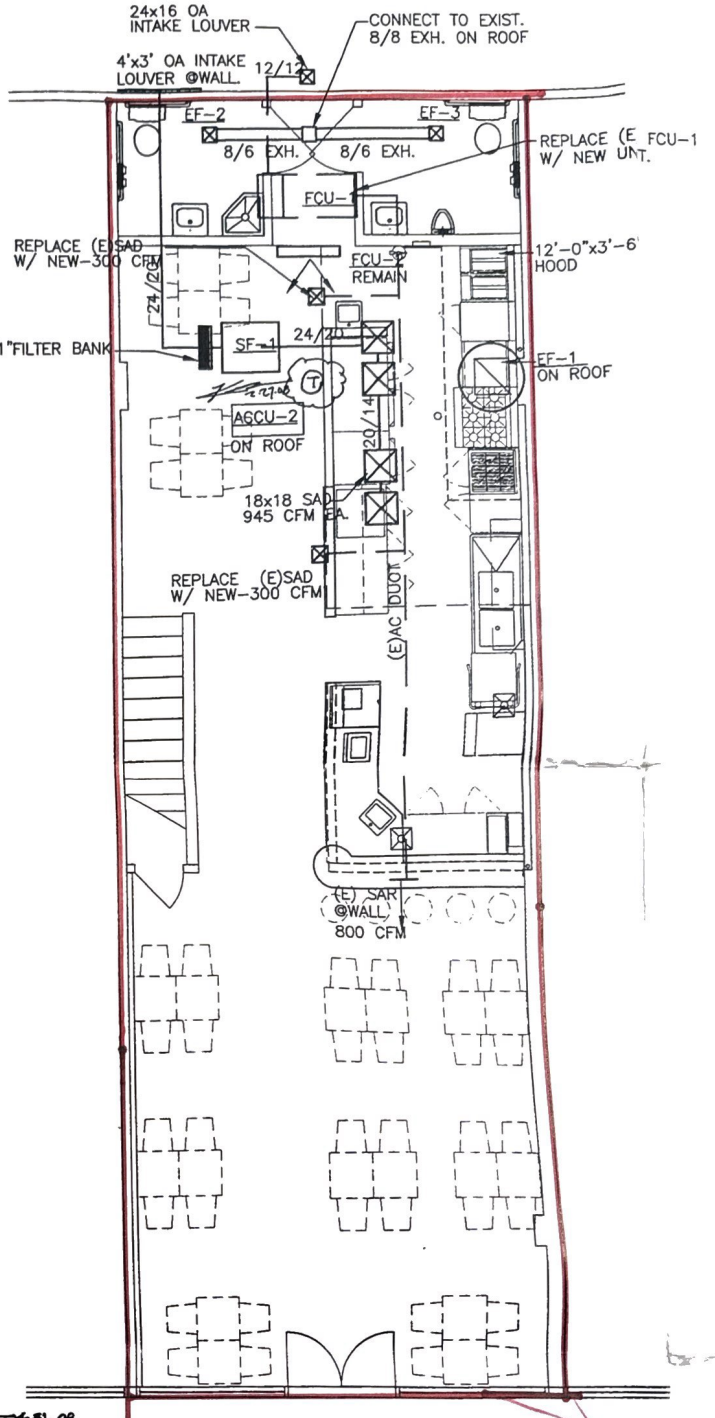 24x16 OA
INTAKE LOUVER
CONNECT TO EXIST.
8/8 EXH. ON ROOF
4'x3' OA INTAKE
LOUVER @WALL.
12/12
EF-2
EF-3
8/6 EXH.
8/6 EXH.
REPLACE (E FCU-1
W/ NEW UNT.
FCU-1
REPLACE (E)SAD
W/ NEW-300 CFM
FCU-2
REMAIN
12'-0"x3'-6
HOOD
24/20
1"FILTER BANK
SF-1
24/20
EF-1
ON ROOF
T
AGCU-2
ON ROOF
20/14
18x18 SAD
945 CFM EA.
REPLACE (E)SAD
W/ NEW-300 CFM
(E)AC DUCT
(E) SAR
@WALL
800 CFM